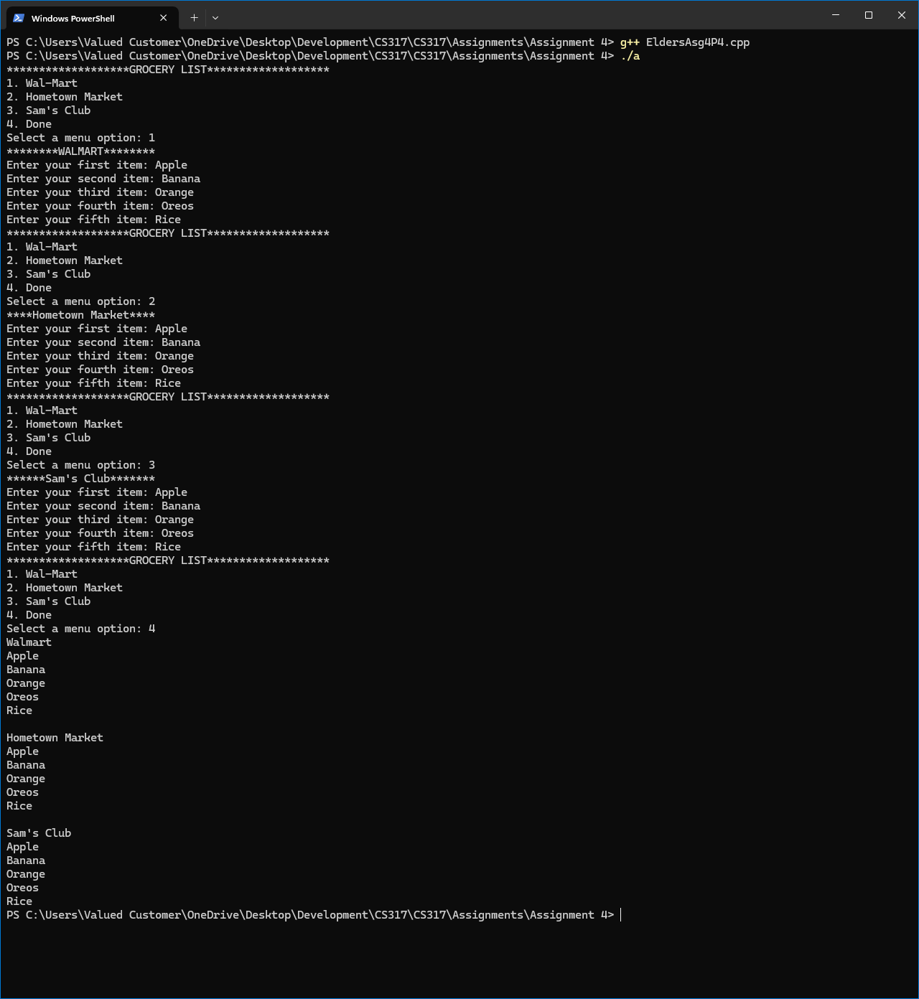 Windows PowerShell
PS C:\Users\Valued Customer\OneDrive\Desktop\Development\CS317\CS317\Assignments\Assignment 4> g++ EldersAsg4P4.cpp
PS C:\Users\Valued Customer\OneDrive\Desktop\Development\CS317\CS317\Assignments\Assignment 4> ./a
*******************GROCERY LIST*******************
1. Wal-Mart
2. Hometown Market
3. Sam's Club
4. Done
Select a menu option: 1
********WALMART********
Enter your first item: Apple
Enter your second item: Banana
Enter your third item: Orange
Enter your fourth item: Oreos
Enter your fifth item: Rice
*******************GROCERY LIST*******************
1. Wal-Mart
2. Hometown Market
3. Sam's Club
4. Done
Select a menu option: 2
****Hometown Market****
Enter your first item: Apple
Enter your second item: Banana
Enter your third item: Orange
Enter your fourth item: Oreos
Enter your fifth item: Rice
*******************GROCERY LIST*******************
1. Wal-Mart
2. Hometown Market
3. Sam's Club
4. Done
Select a menu option: 3
******Sam's Club*******
Enter your first item: Apple
Enter your second item: Banana
Enter your third item: Orange
Enter your fourth item: Oreos
Enter your fifth item: Rice
*******************GROCERY LIST*******************
1. Wal-Mart
2. Hometown Market
3. Sam's Club
4. Done
Select a menu option: 4
Walmart
Apple
Banana
Orange
Oreos
Rice

Hometown Market
Apple
Banana
Orange
Oreos
Rice

Sam's Club
Apple
Banana
Orange
Oreos
Rice
PS C:\Users\Valued Customer\OneDrive\Desktop\Development\CS317\CS317\Assignments\Assignment 4>